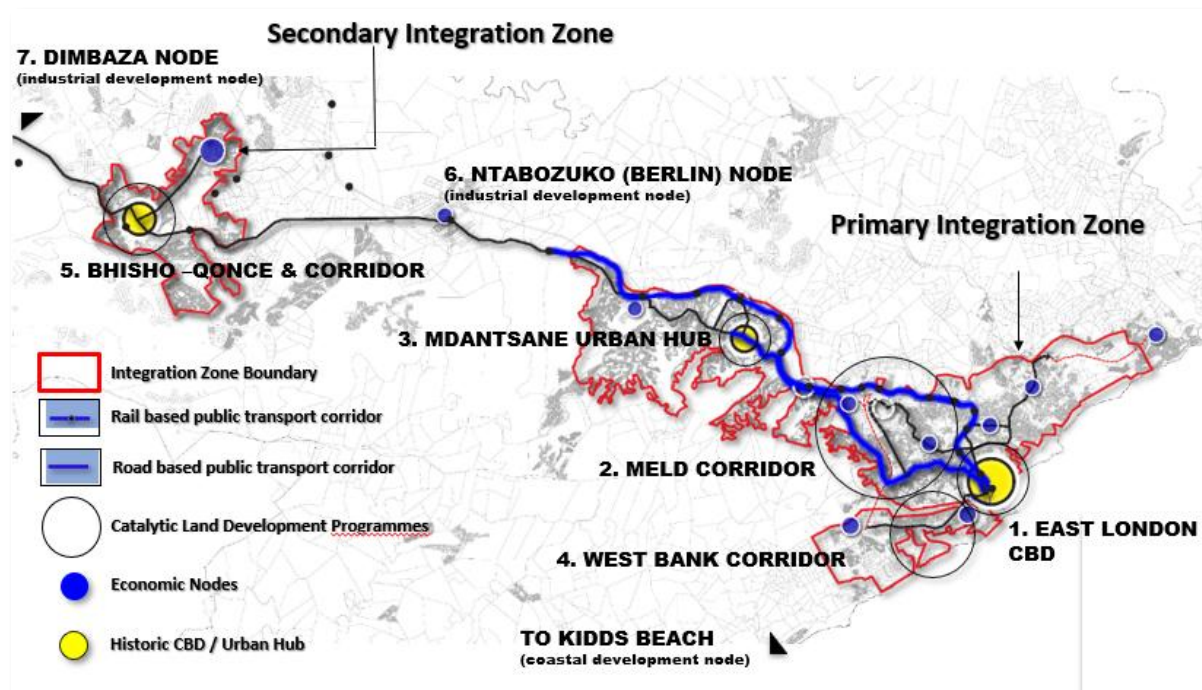 Secondary Integration Zone
7. DIMBAZA NODE
(industrial development node)
6. NTABOZUKO (BERLIN) NODE
(industrial development node)
Primary Integration Zone
5. BHISHO –QONCE & CORRIDOR
3. MDANTSANE URBAN HUB
Integration Zone Boundary
Rail based public transport corridor
Road based public transport corridor
2. MELD CORRIDOR
Catalytic Land Development Programmes
1. EAST LONDON
CBD
4. WEST BANK CORRIDOR
Economic Nodes
Historic CBD / Urban Hub
TO KIDDS BEACH
(coastal development node)